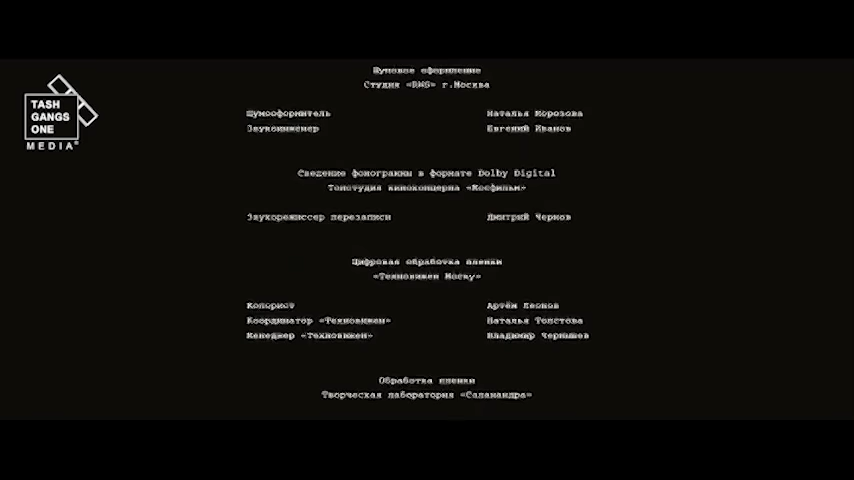 TASH
GANGS
ONE
MEDIA
Шумовое оформление
Студия «RWS» г.Москва
Шумооформитель Наталья Морозова
Звукоинженер Евгений Иванов
Сведение фонограммы в формате Dolby Digital
Тонстудия киноконцерна «Мосфильм»
Звукорежиссер перезаписи Дмитрий Чернов
Цифровая обработка пленки
«Техновижен Москау»
Колорист Артём Леонов
Координатор «Техновижен» Наталья Толстова
Менеджер «Техновижен» Владимир Чернышев
Обработка пленки
Творческая лаборатория «Саламандра»